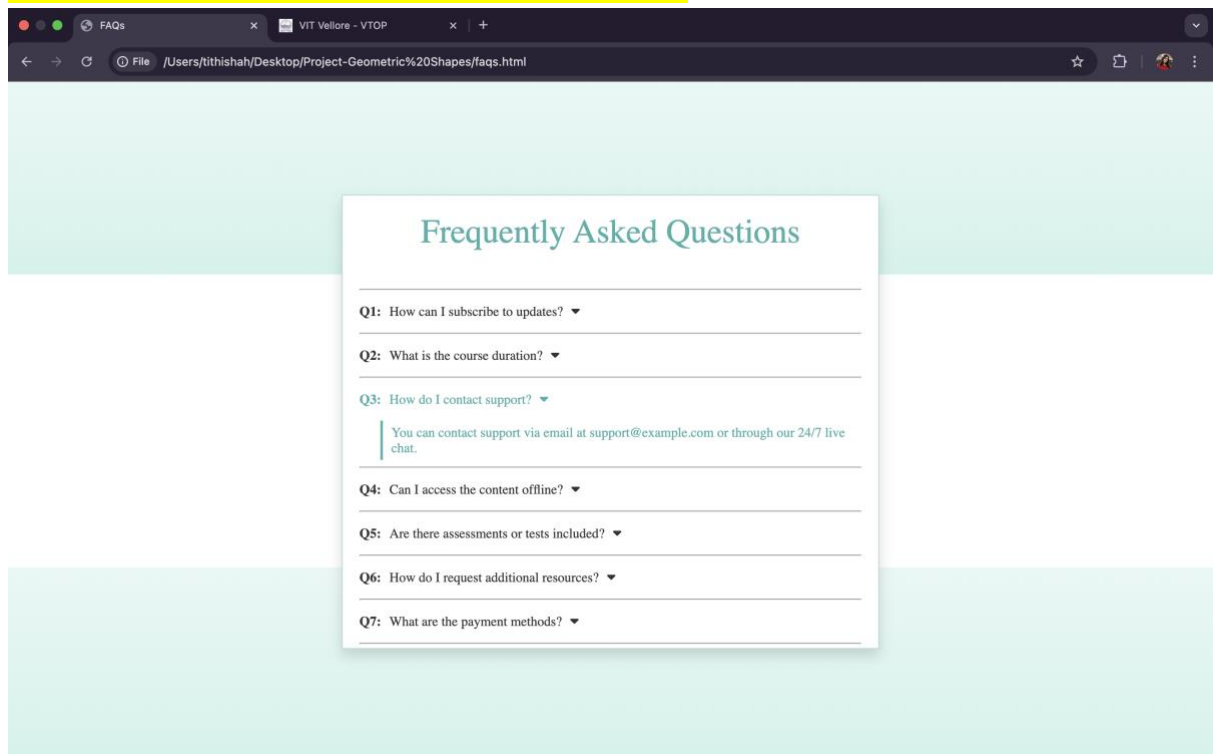 FAQs
VIT Vellore - VTOP
File /Users/tithishah/Desktop/Project-Geometric%20Shapes/faqs.html
Frequently Asked Questions
Q1: How can I subscribe to updates?
Q2: What is the course duration?
Q3: How do I contact support?
You can contact support via email at support@example.com or through our 24/7 live
chat.
Q4: Can I access the content offline?
Q5: Are there assessments or tests included?
Q6: How do I request additional resources?
Q7: What are the payment methods?